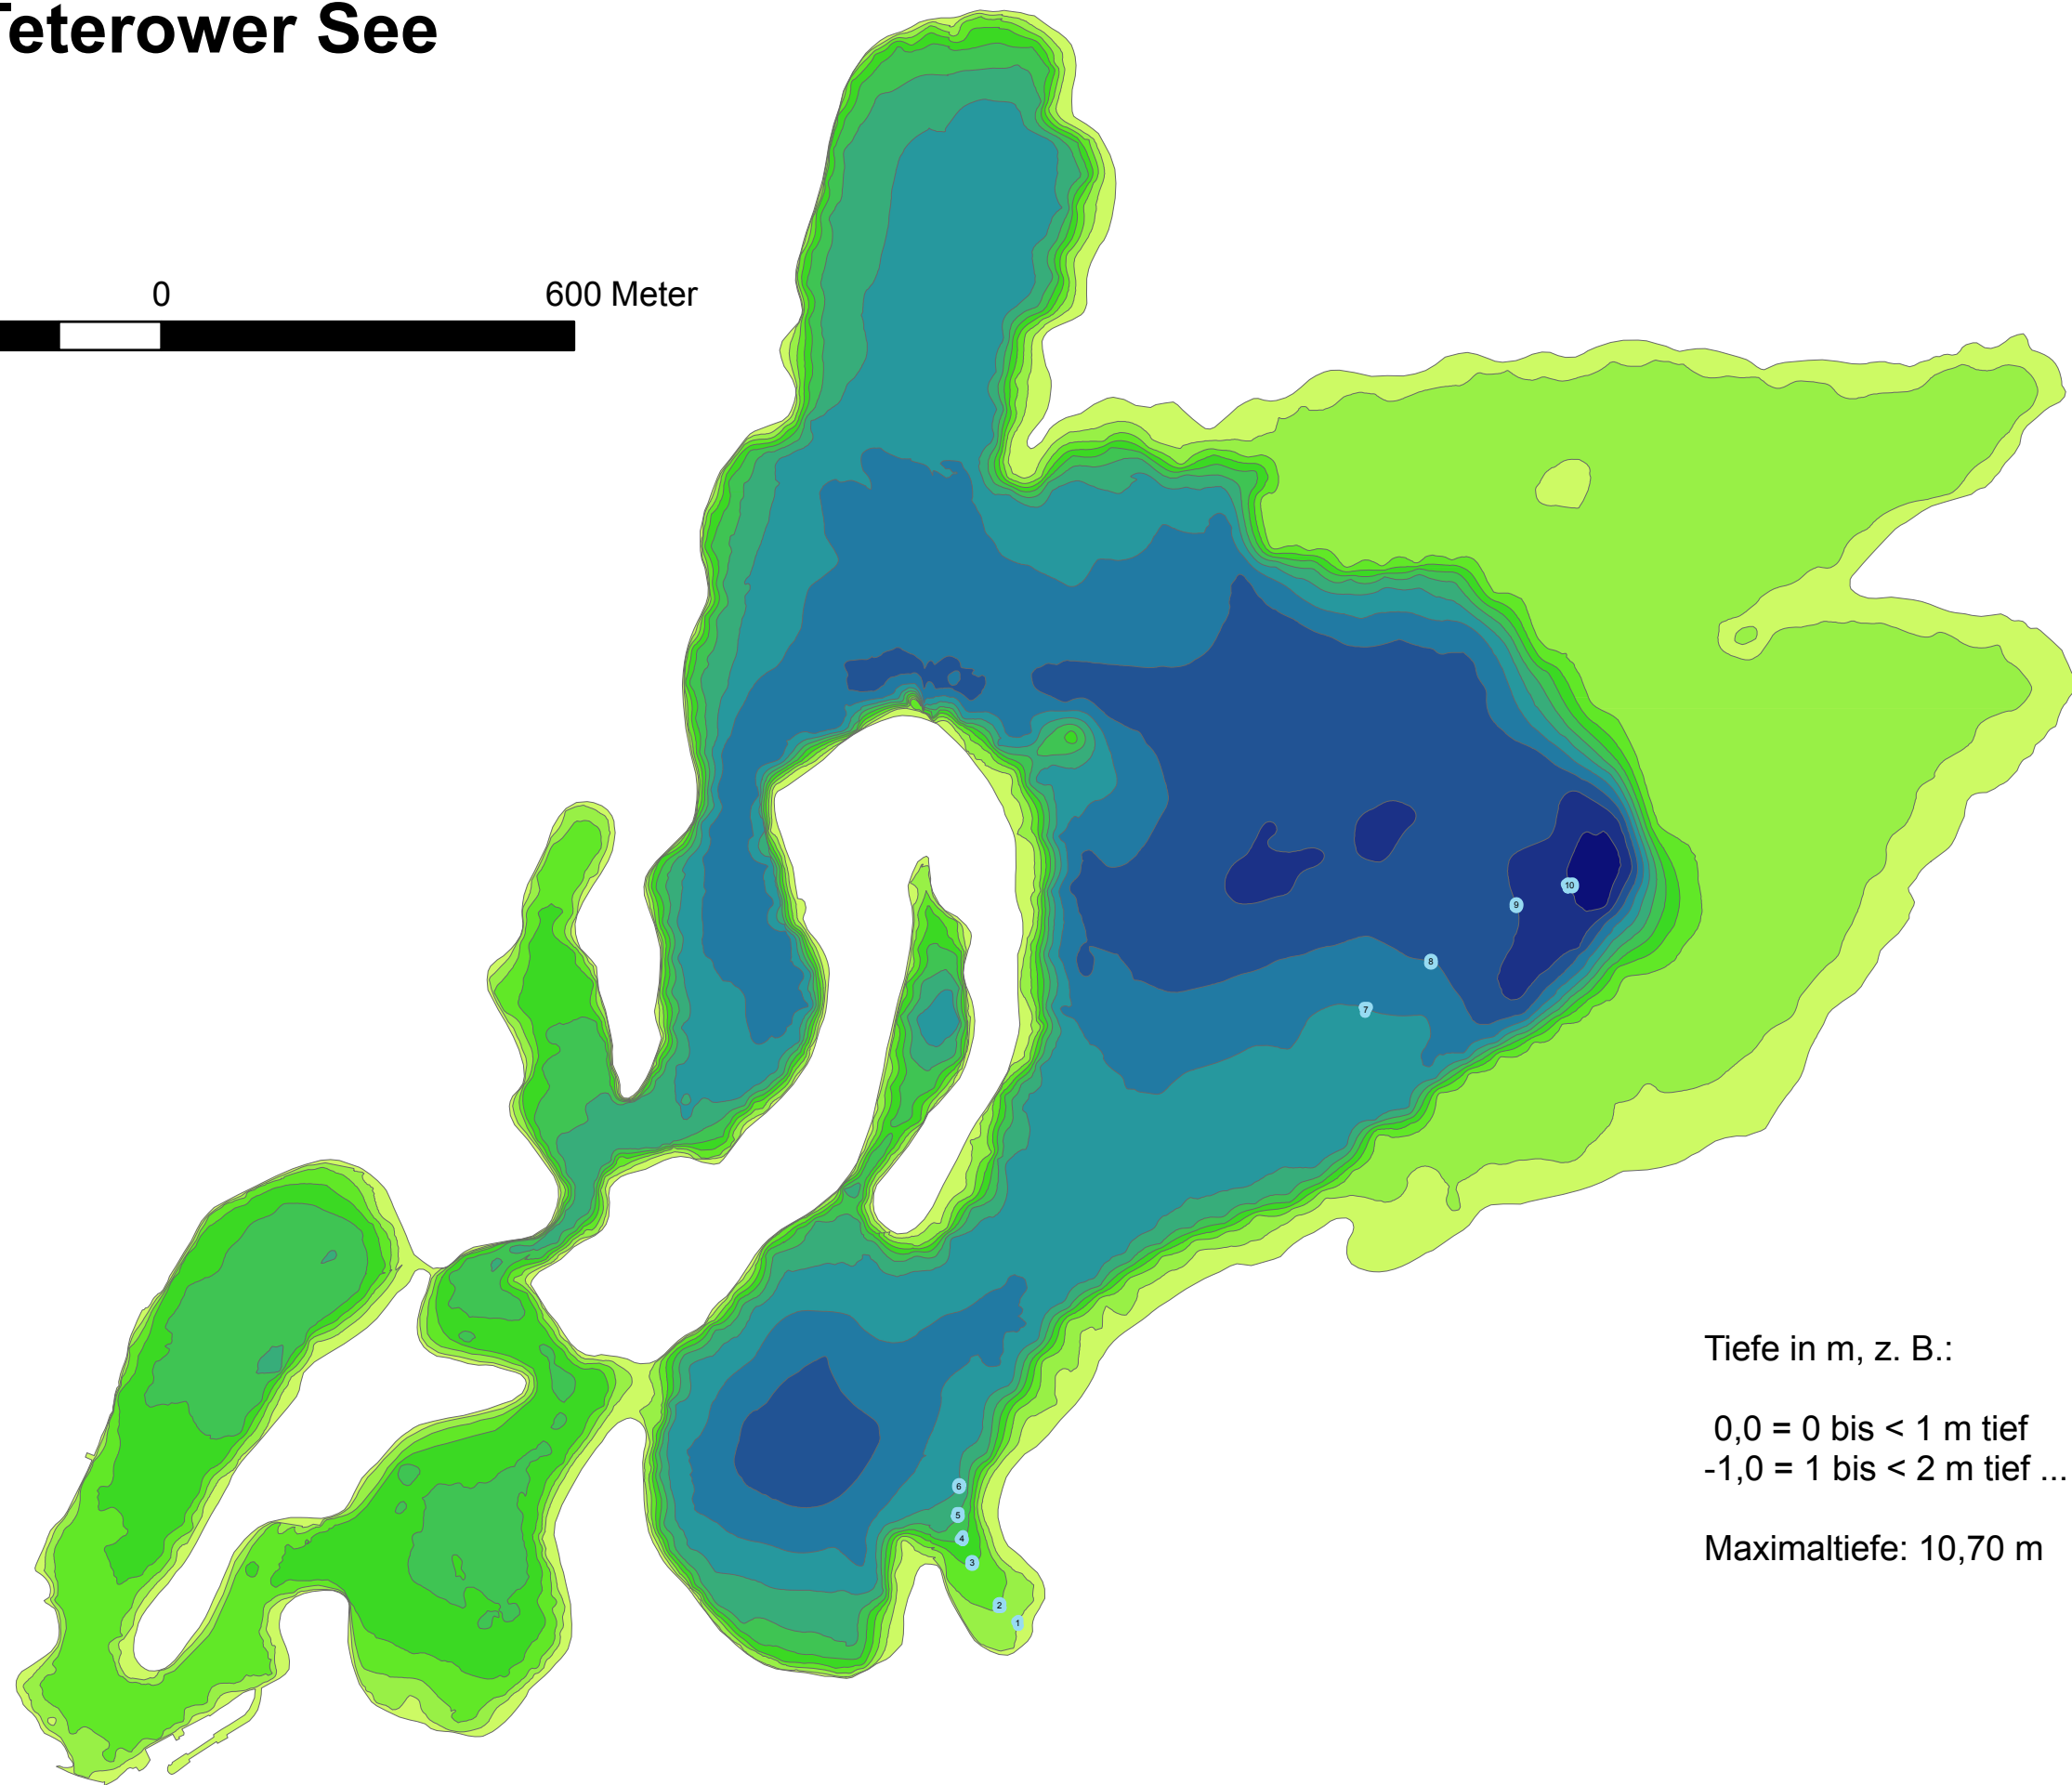 Teterower See
0
600 Meter
10
9
8
7
Tiefe in m, z. B.:
0,0 = 0 bis < 1 m tief
-1,0 = 1 bis < 2 m tief ...
6
5
4
Maximaltiefe: 10,70 m
3
2
1